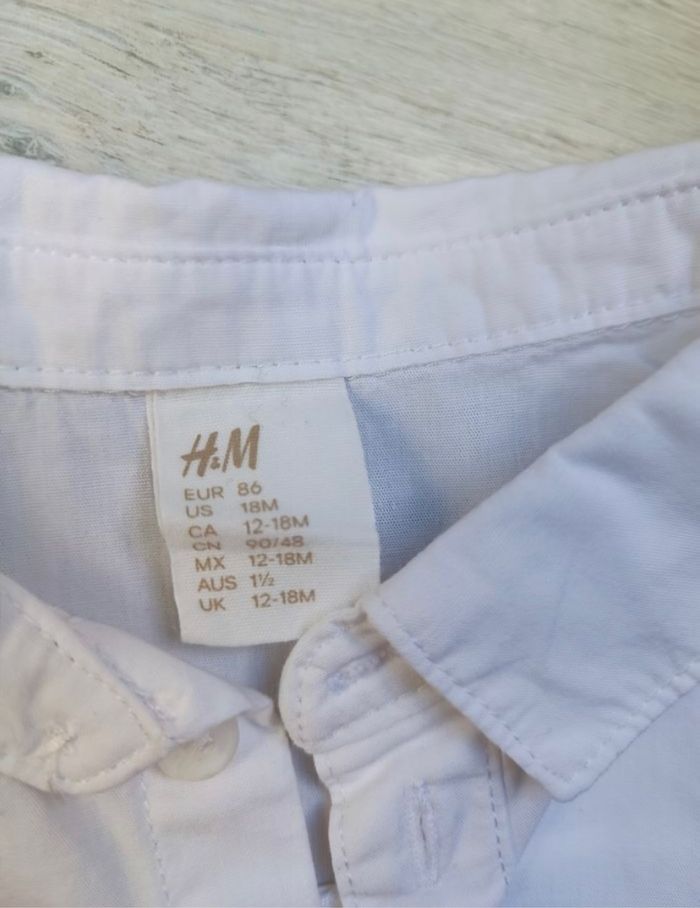 H&M
EUR 86
US 18M
CA 12-18M
CN 90/48
MX 12-18M
AUS 1½
UK 12-18M